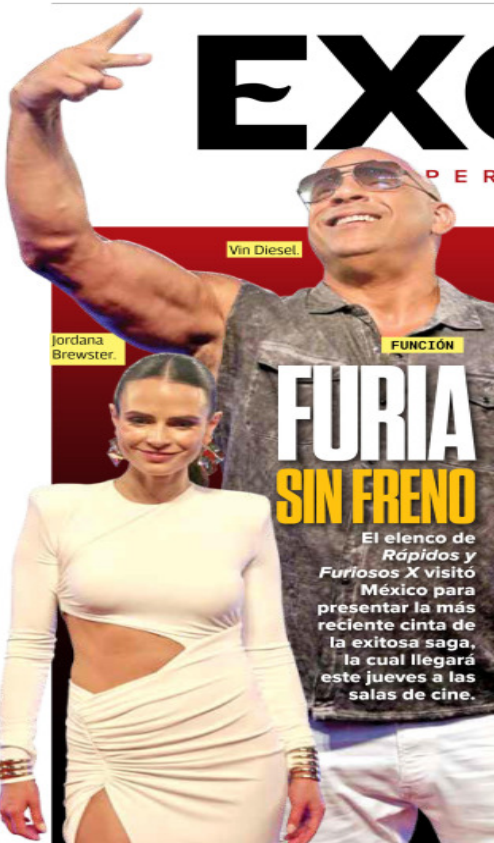 EX
PER
Vin Diesel.
Jordana
Brewster.
FUNCIÓN
FURIA
SIN FRENO
El elenco de
Rápidos y
Furiosos X visitó
México para
presentar la más
reciente cinta de
la exitosa saga,
la cual llegará
este jueves a las
salas de cine.